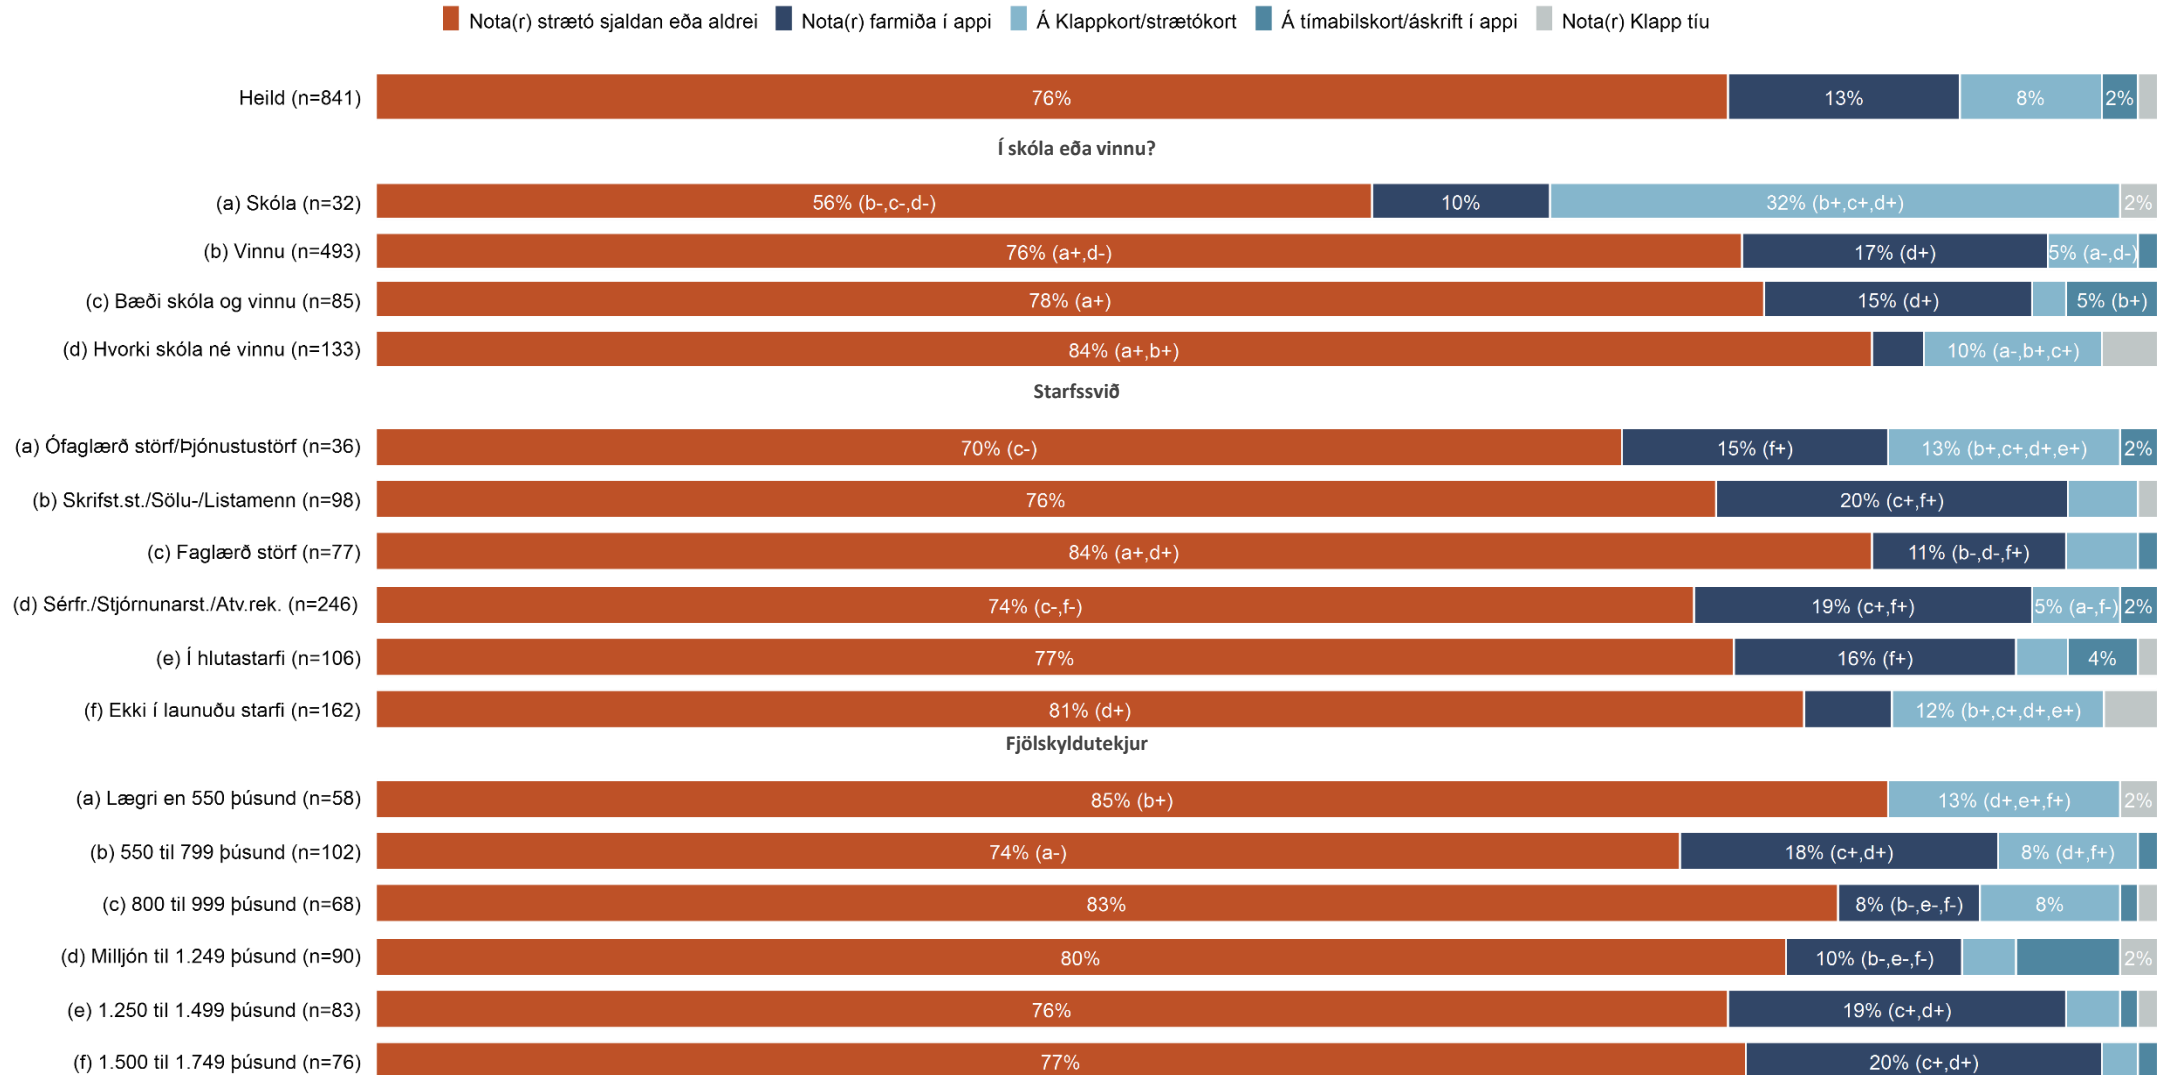 Nota(r) strætó sjaldan eða aldrei Nota(r) farmiða í appi Á Klappkort/strætókort Á tímabilskort/áskrift í appi Nota(r) Klapp tíu
Heild (n=841) 76% 13% 8% 2%
Í skóla eða vinnu?
(a) Skóla (n=32) 56% (b-,c-,d-) 10% 32% (b+,c+,d+) 2%
(b) Vinnu (n=493) 76% (a+,d-) 17% (d+) 5% (a-,d-)
(c) Bæði skóla og vinnu (n=85) 78% (a+) 15% (d+) 5% (b+)
(d) Hvorki skóla né vinnu (n=133) 84% (a+,b+) 10% (a-,b+,c+)
Starfssvið
(a) Ófaglærð störf/Þjónustustörf (n=36) 70% (c-) 15% (f+) 13% (b+,c+,d+,e+) 2%
(b) Skrifst.st./Sölu-/Listamenn (n=98) 76% 20% (c+,f+)
(c) Faglærð störf (n=77) 84% (a+,d+) 11% (b-,d-,f+)
(d) Sérfr./Stjórnunarst./Atv.rek. (n=246) 74% (c-,f-) 19% (c+,f+) 5% (a-,f-) 2%
(e) Í hlutastarfi (n=106) 77% 16% (f+) 4%
(f) Ekki í launuðu starfi (n=162) 81% (d+) 12% (b+,c+,d+,e+)
Fjölskyldutekjur
(a) Lægri en 550 þúsund (n=58) 85% (b+) 13% (d+,e+,f+) 2%
(b) 550 til 799 þúsund (n=102) 74% (a-) 18% (c+,d+) 8% (d+,f+)
(c) 800 til 999 þúsund (n=68) 83% 8% (b-,e-,f-) 8%
(d) Milljón til 1.249 þúsund (n=90) 80% 10% (b-,e-,f-) 2%
(e) 1.250 til 1.499 þúsund (n=83) 76% 19% (c+,d+)
(f) 1.500 til 1.749 þúsund (n=76) 77% 20% (c+,d+)